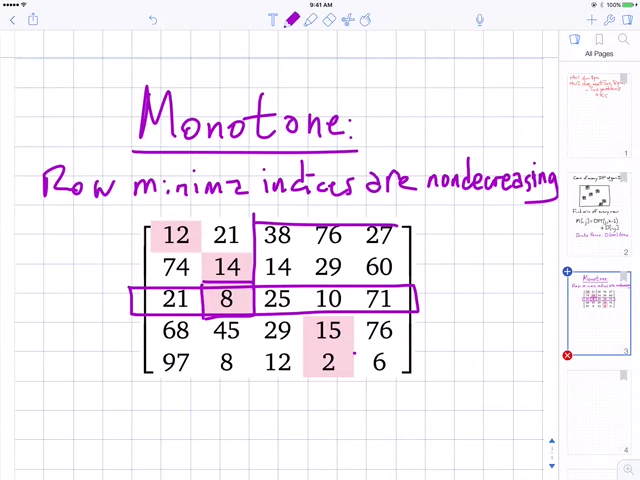 9:41 AM
100%
All Pages
Monotone:
Row minima indices are nondecreasing
12 21 38 76 27
74 14 14 29 60
21 8 25 10 71
68 45 29 15 76
97 8 12 2 6
1
2
Monotone:
3
4